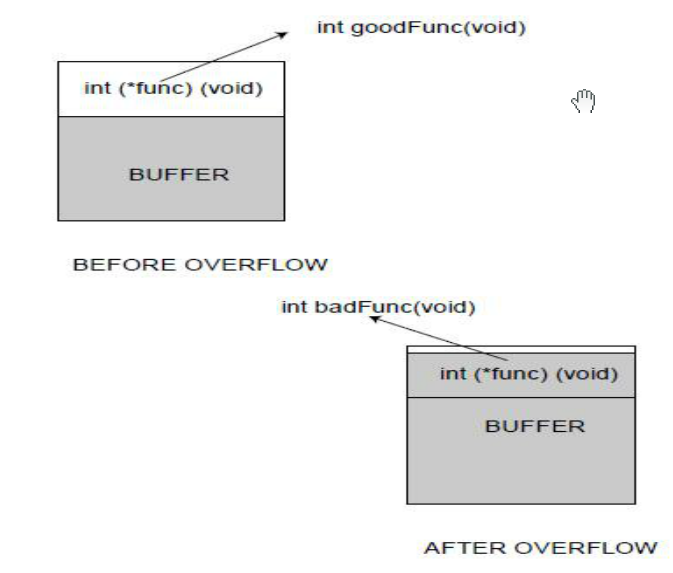 int goodFunc(void)
int (*func) (void)
BUFFER
BEFORE OVERFLOW
int badFunc(void)
int (*func) (void)
BUFFER
AFTER OVERFLOW